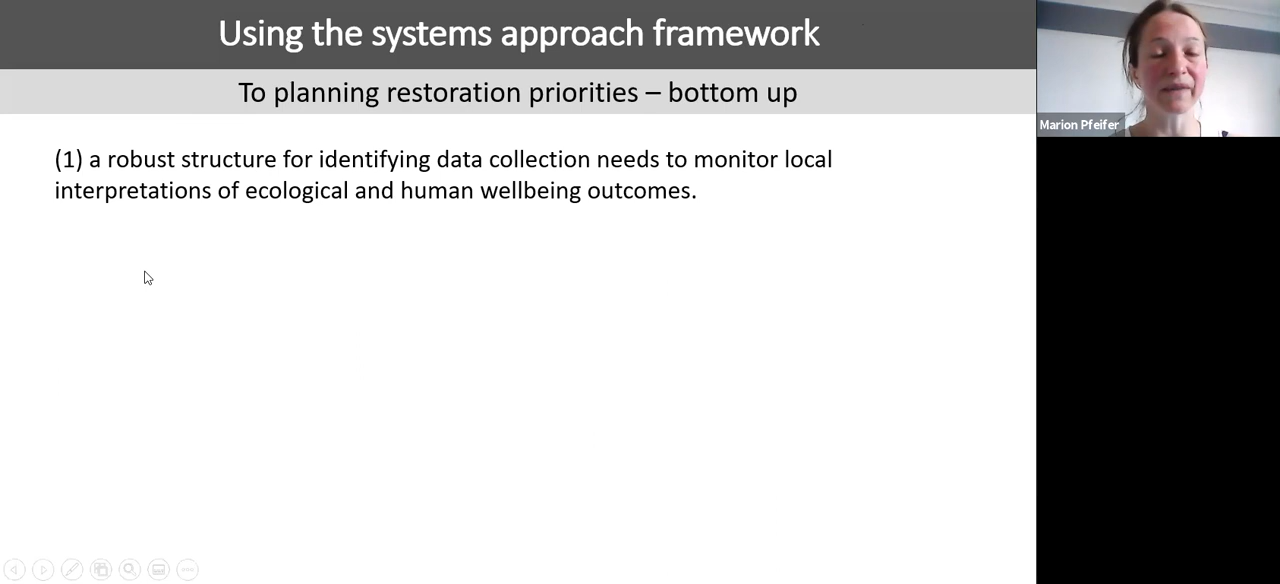 Using the systems approach framework
To planning restoration priorities – bottom up
(1) a robust structure for identifying data collection needs to monitor local
interpretations of ecological and human wellbeing outcomes.
Marion Pfeifer